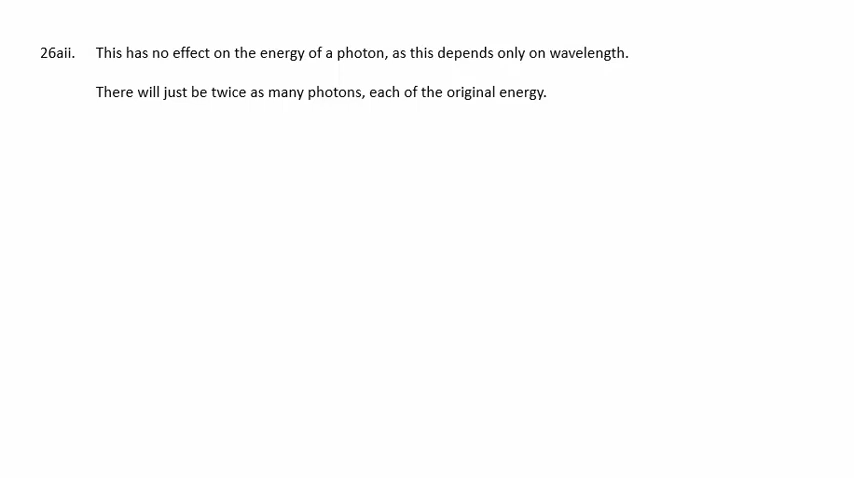 26aii. This has no effect on the energy of a photon, as this depends only on wavelength.
There will just be twice as many photons, each of the original energy.